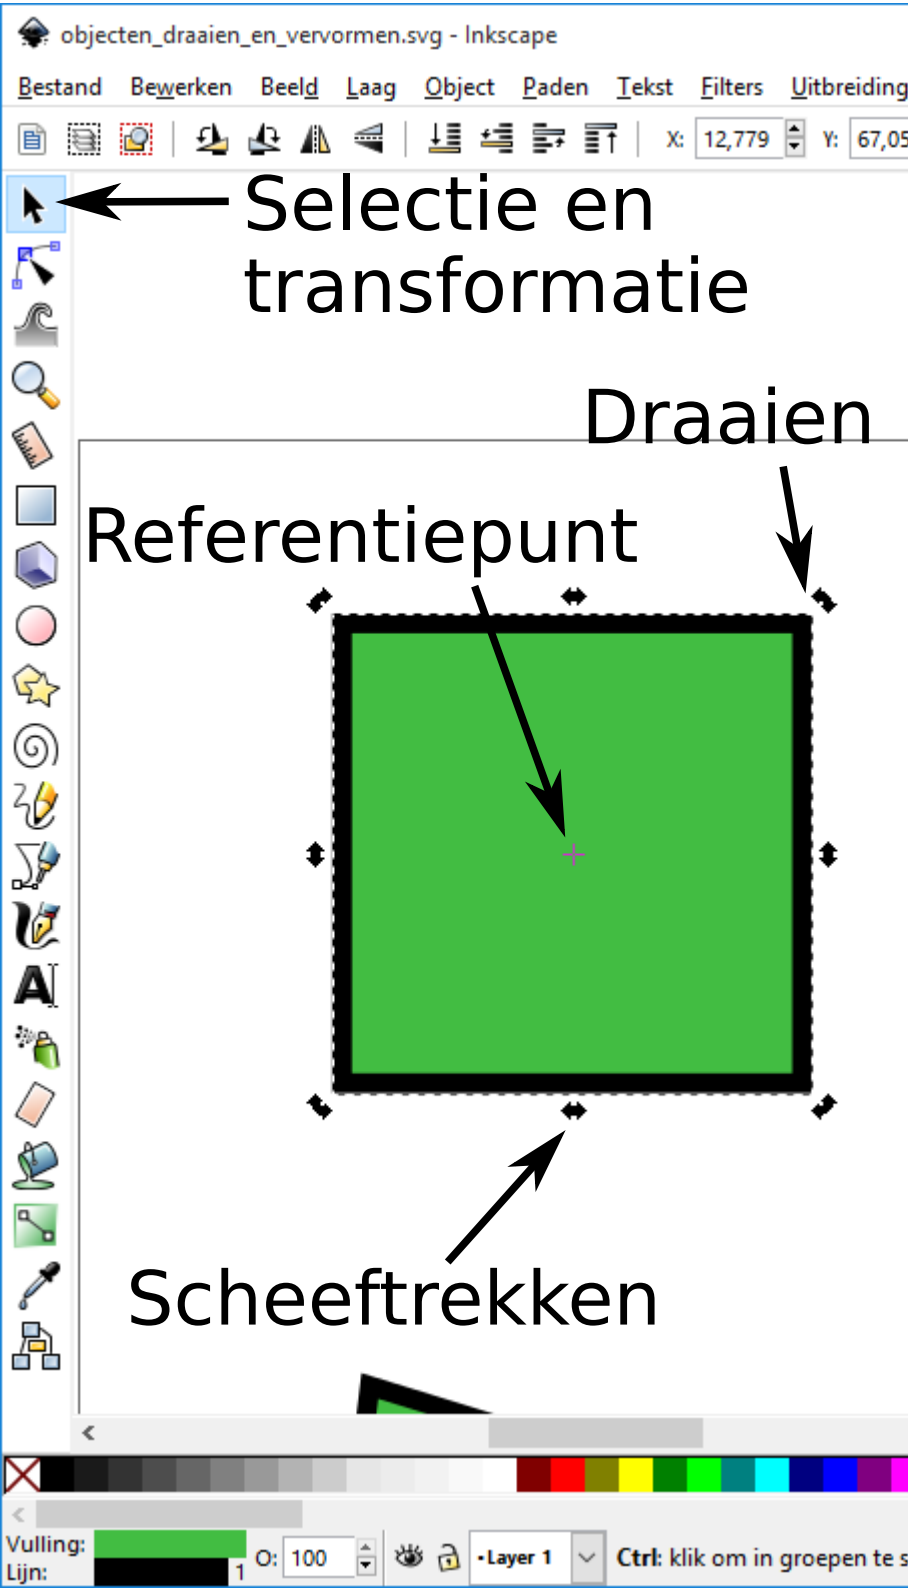 objecten_draaien_en_vervormen.svg - Inkscape
Bestand Bewerken Beeld Laag Object Paden Tekst Filters Uitbreiding
X: 12,779 Y: 67,05
Selectie en
transformatie
Draaien
Referentiepunt
Scheeftrekken
Vulling:
Lijn: 1 O: 100 •Layer 1 Ctrl: klik om in groepen te s